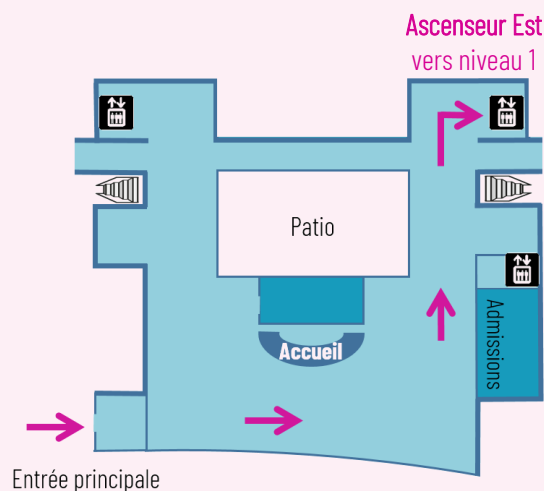 Ascenseur Est
vers niveau 1
Patio
Accueil
Admissions
Entrée principale